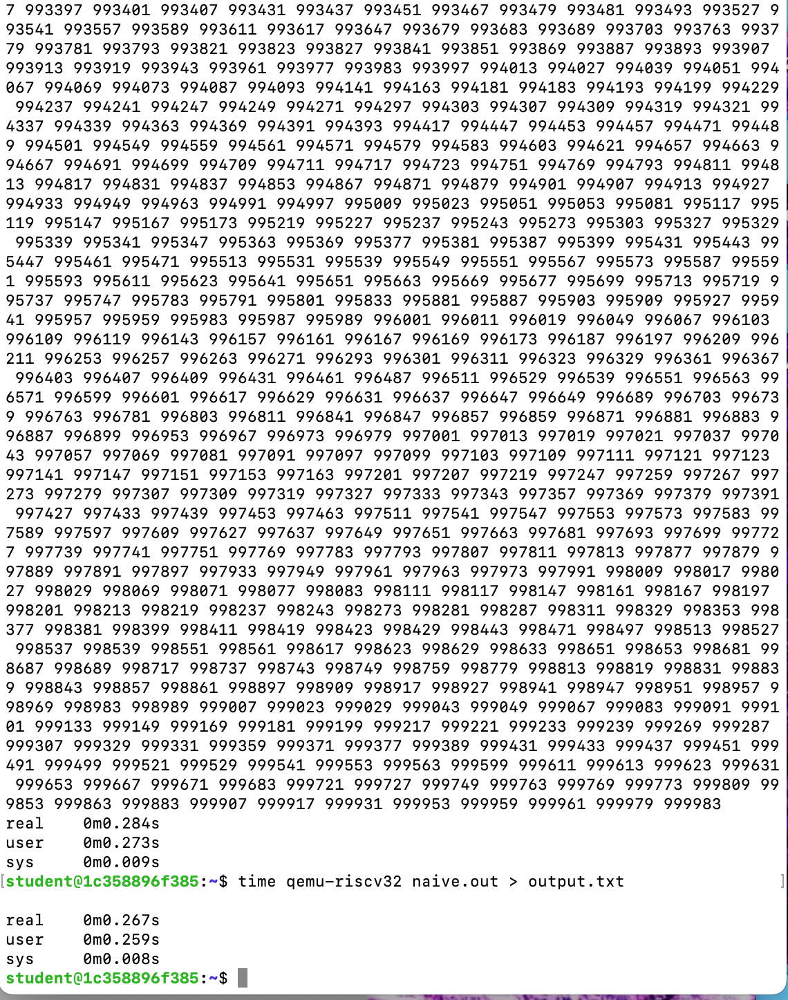 7 993397 993401 993407 993431 993437 993451 993467 993479 993481 993493 993527 9
93541 993557 993589 993611 993617 993647 993679 993683 993689 993703 993763 9937
79 993781 993793 993821 993823 993827 993841 993851 993869 993887 993893 993907
993913 993919 993943 993961 993977 993983 993997 994013 994027 994039 994051 994
067 994069 994073 994087 994093 994141 994163 994181 994183 994193 994199 994229
 994237 994241 994247 994249 994271 994297 994303 994307 994309 994319 994321 99
4337 994339 994363 994369 994391 994393 994417 994447 994453 994457 994471 99448
9 994501 994549 994559 994561 994571 994579 994583 994603 994621 994657 994663 9
94667 994691 994699 994709 994711 994717 994723 994751 994769 994793 994811 9948
13 994817 994831 994837 994853 994867 994871 994879 994901 994907 994913 994927
994933 994949 994963 994991 994997 995009 995023 995051 995053 995081 995117 995
119 995147 995167 995173 995219 995227 995237 995243 995273 995303 995327 995329
 995339 995341 995347 995363 995369 995377 995381 995387 995399 995431 995443 99
5447 995461 995471 995513 995531 995539 995549 995551 995567 995573 995587 99559
1 995593 995611 995623 995641 995651 995663 995669 995677 995699 995713 995719 9
95737 995747 995783 995791 995801 995833 995881 995887 995903 995909 995927 9959
41 995957 995959 995983 995987 995989 996001 996011 996019 996049 996067 996103
996109 996119 996143 996157 996161 996167 996169 996173 996187 996197 996209 996
211 996253 996257 996263 996271 996293 996301 996311 996323 996329 996361 996367
 996403 996407 996409 996431 996461 996487 996511 996529 996539 996551 996563 99
6571 996599 996601 996617 996629 996631 996637 996647 996649 996689 996703 99673
9 996763 996781 996803 996811 996841 996847 996857 996859 996871 996881 996883 9
96887 996899 996953 996967 996973 996979 997001 997013 997019 997021 997037 9970
43 997057 997069 997081 997091 997097 997099 997103 997109 997111 997121 997123
997141 997147 997151 997153 997163 997201 997207 997219 997247 997259 997267 997
273 997279 997307 997309 997319 997327 997333 997343 997357 997369 997379 997391
 997427 997433 997439 997453 997463 997511 997541 997547 997553 997573 997583 99
7589 997597 997609 997627 997637 997649 997651 997663 997681 997693 997699 99772
7 997739 997741 997751 997769 997783 997793 997807 997811 997813 997877 997879 9
97889 997891 997897 997933 997949 997961 997963 997973 997991 998009 998017 9980
27 998029 998069 998071 998077 998083 998111 998117 998147 998161 998167 998197
998201 998213 998219 998237 998243 998273 998281 998287 998311 998329 998353 998
377 998381 998399 998411 998419 998423 998429 998443 998471 998497 998513 998527
 998537 998539 998551 998561 998617 998623 998629 998633 998651 998653 998681 99
8687 998689 998717 998737 998743 998749 998759 998779 998813 998819 998831 99883
9 998843 998857 998861 998897 998909 998917 998927 998941 998947 998951 998957 9
98969 998983 998989 999007 999023 999029 999043 999049 999067 999083 999091 9991
01 999133 999149 999169 999181 999199 999217 999221 999233 999239 999269 999287
999307 999329 999331 999359 999371 999377 999389 999431 999433 999437 999451 999
491 999499 999521 999529 999541 999553 999563 999599 999611 999613 999623 999631
 999653 999667 999671 999683 999721 999727 999749 999763 999769 999773 999809 99
9853 999863 999883 999907 999917 999931 999953 999959 999961 999979 999983
real    0m0.284s
user    0m0.273s
sys     0m0.009s
[student@1c358896f385:~$ time qemu-riscv32 naive.out > output.txt ]
real    0m0.267s
user    0m0.259s
sys     0m0.008s
student@1c358896f385:~$